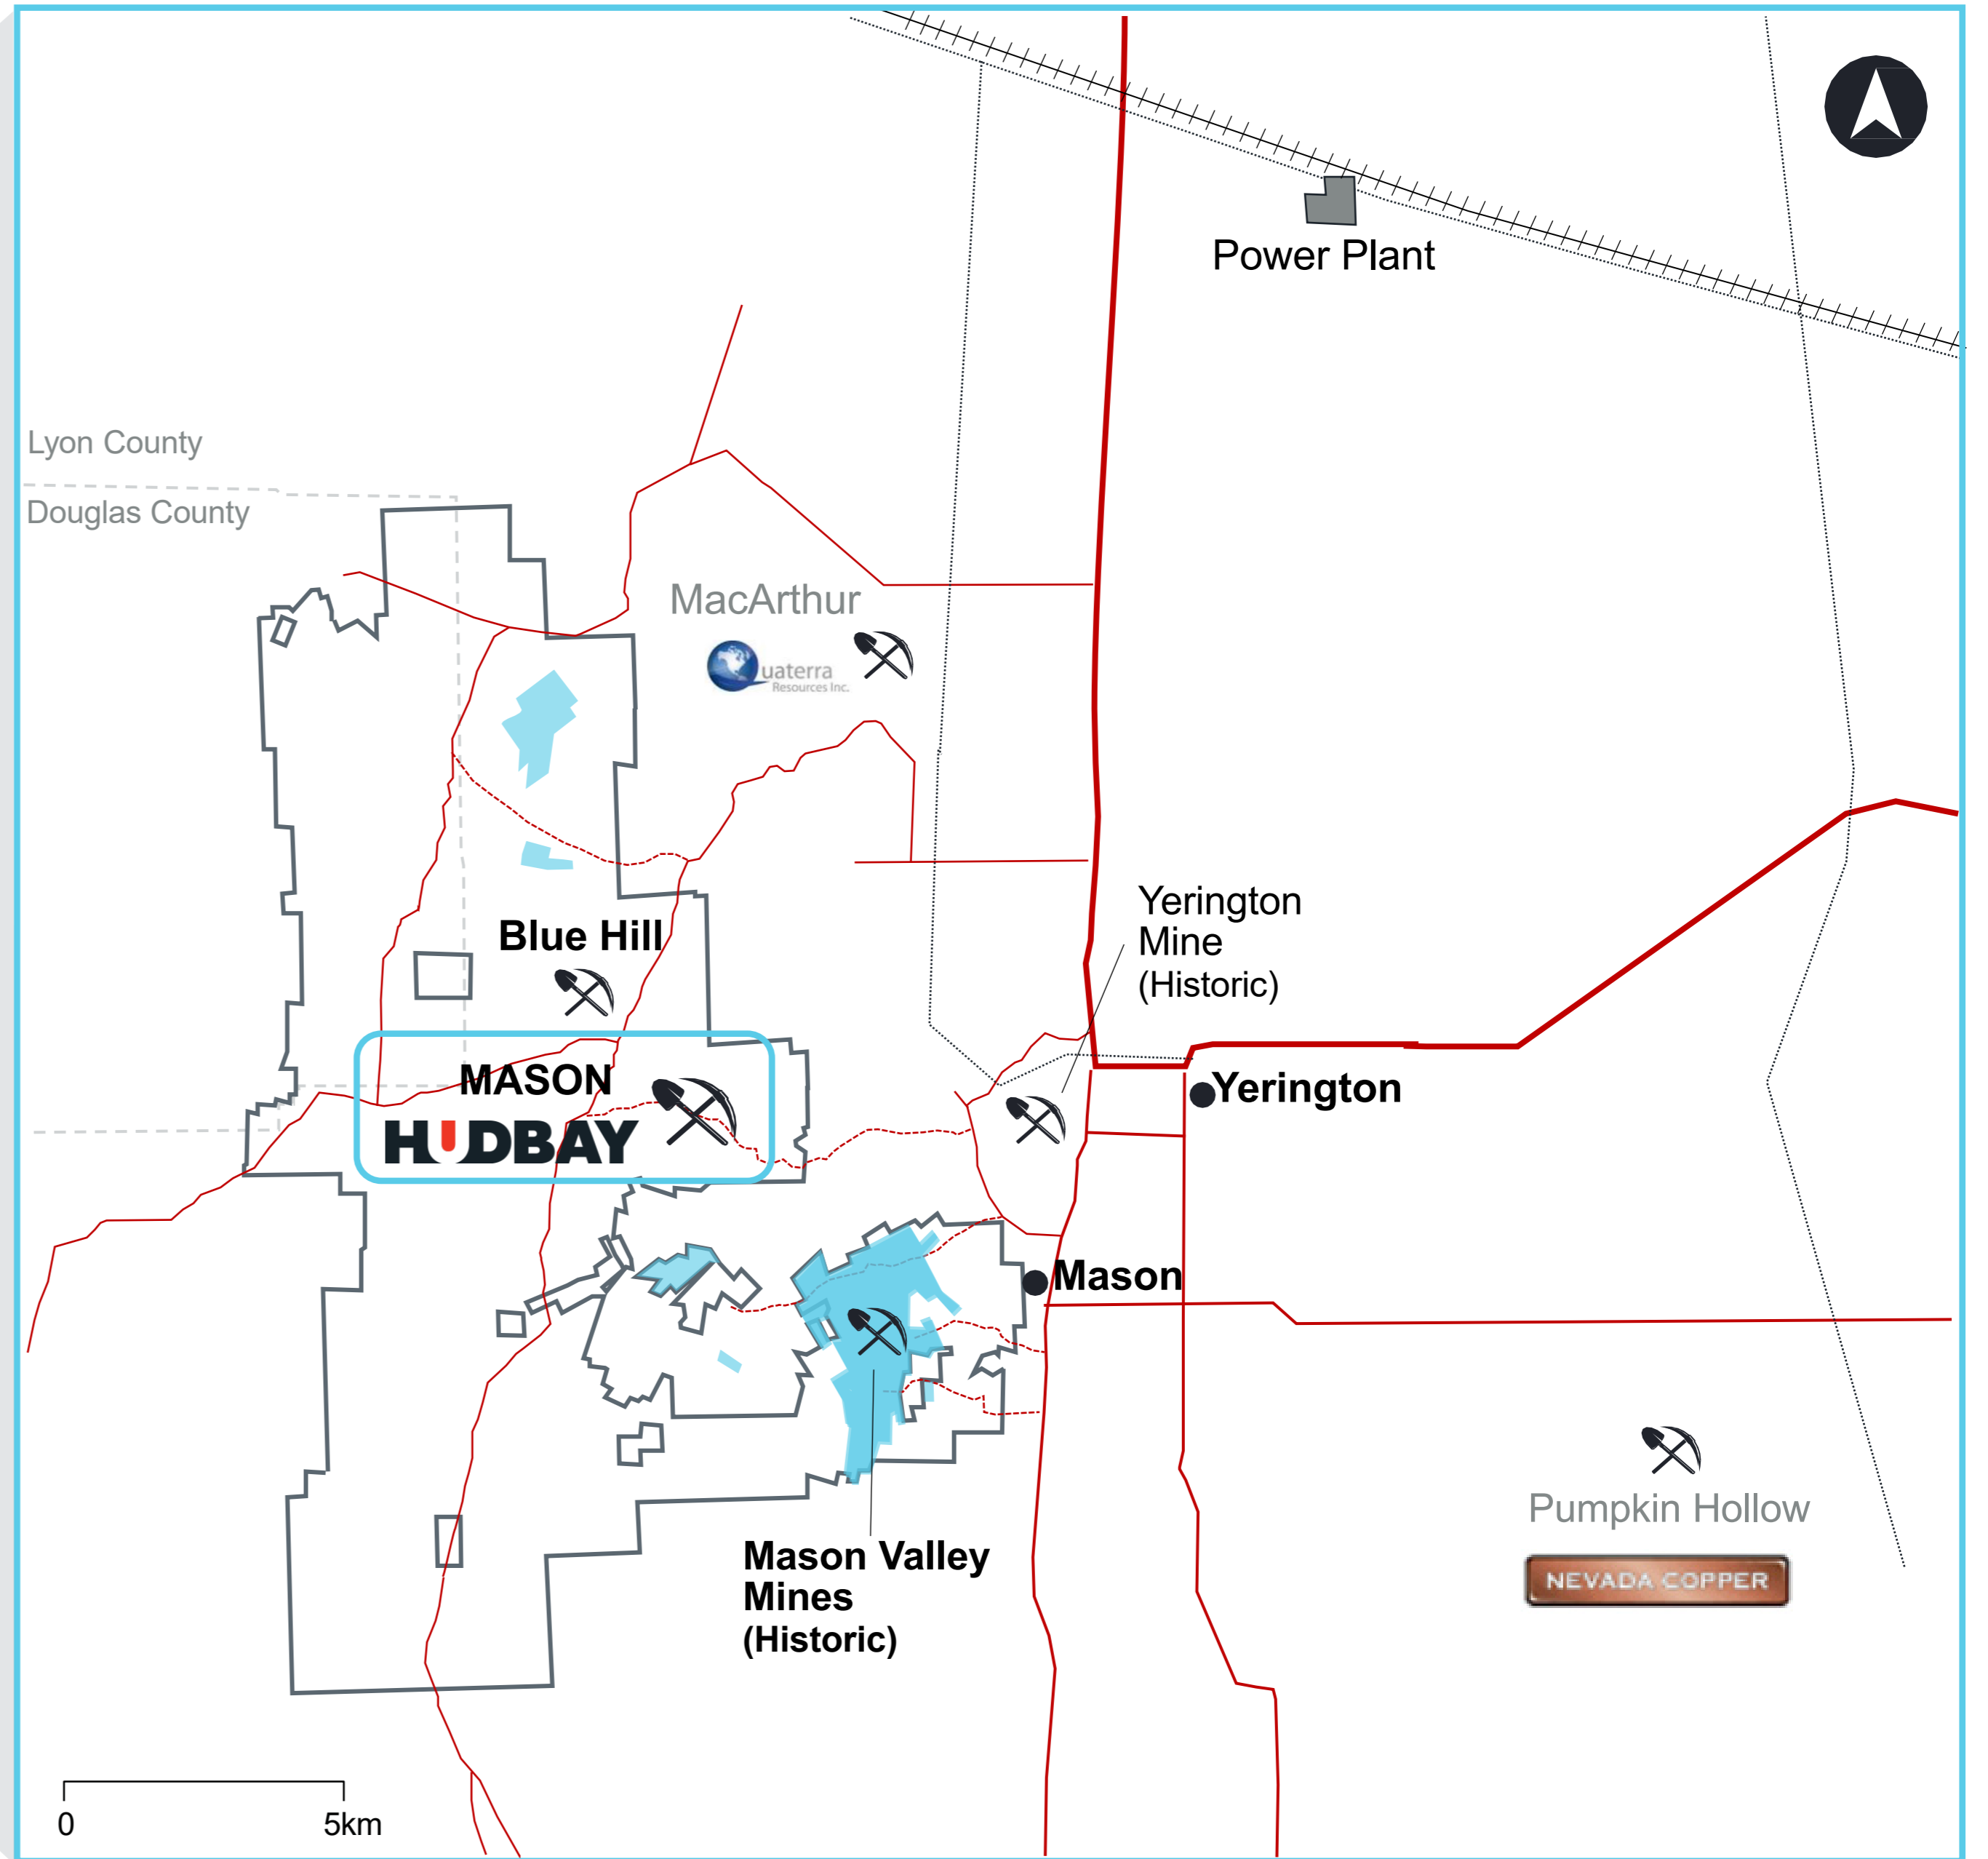 Power Plant
Lyon County
Douglas County
MacArthur
Quaterra
Resources Inc.
Yerington
Mine
(Historic)
Blue Hill
MASON
HUDBAY
Yerington
Mason
Pumpkin Hollow
NEVADA COPPER
Mason Valley
Mines
(Historic)
0 5km